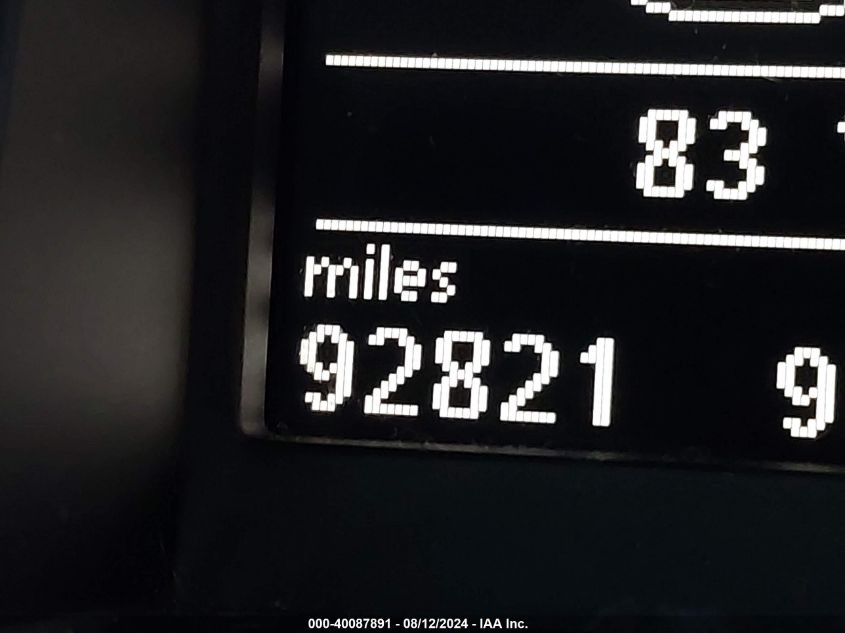 83
miles
92821 9
000-40087891 - 08/12/2024 - IAA Inc.